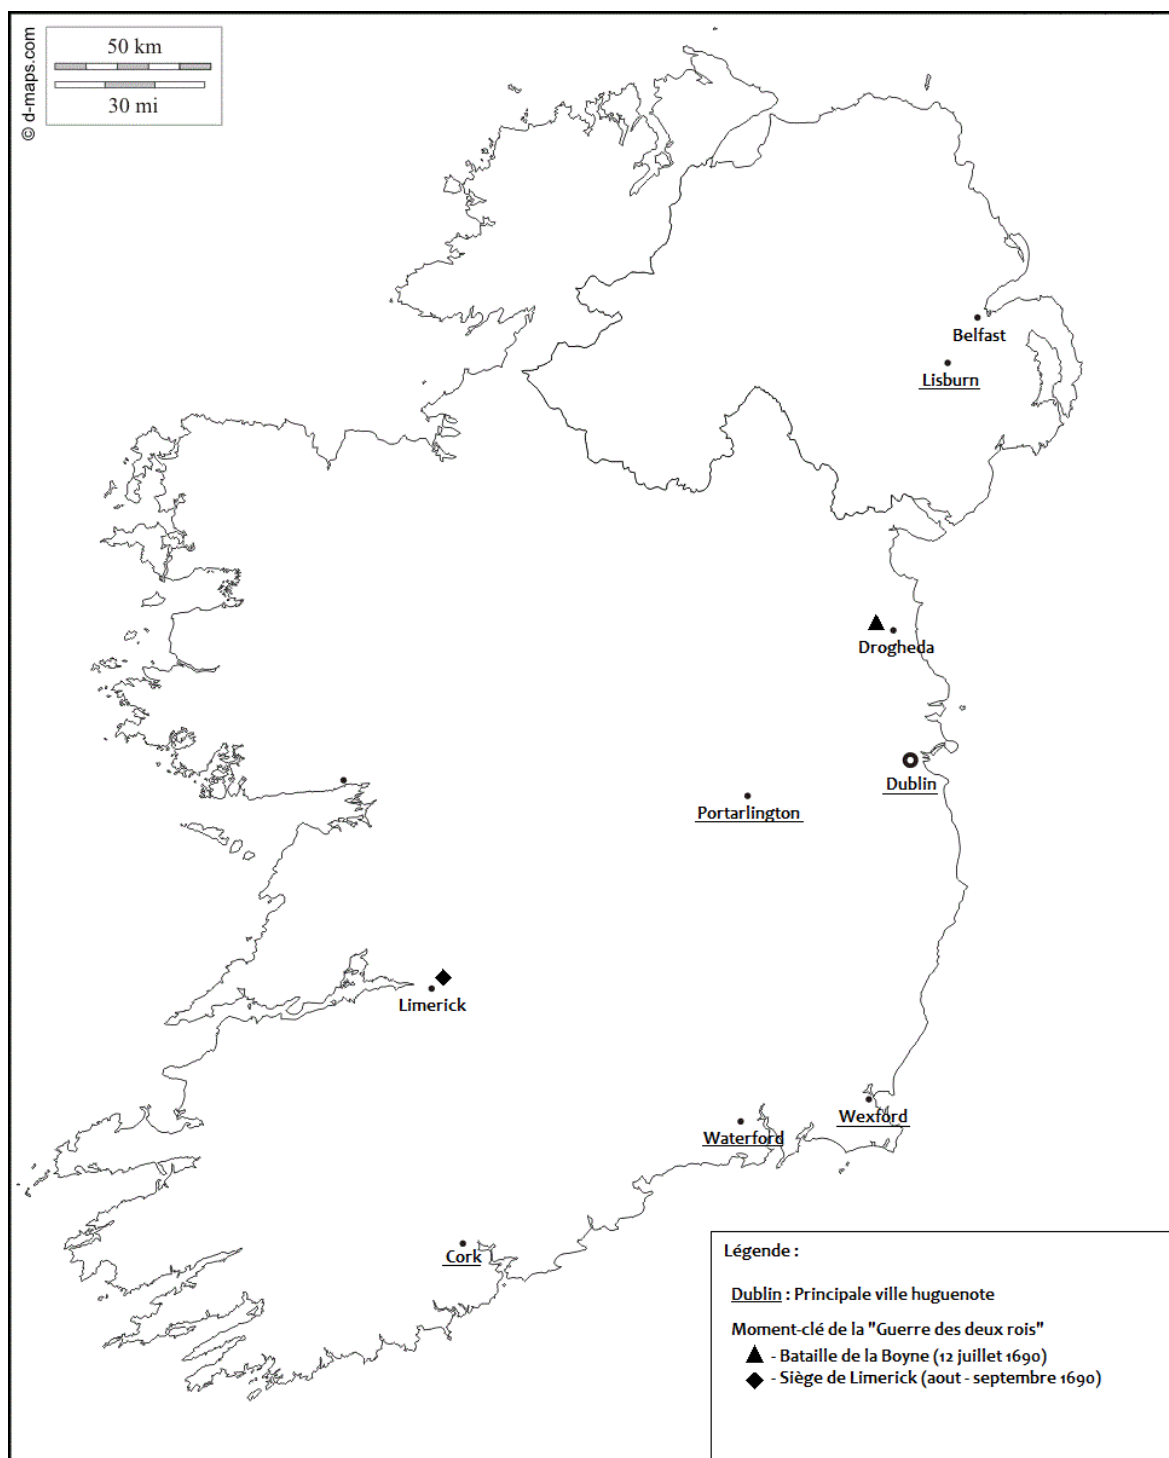 50 km
30 mi
© d-maps.com
Belfast
Lisburn
Drogheda
Dublin
Portarlington
Limerick
Wexford
Waterford
Cork
Légende :
Dublin : Principale ville huguenote
Moment-clé de la "Guerre des deux rois"
- Bataille de la Boyne (12 juillet 1690)
- Siège de Limerick (aout - septembre 1690)